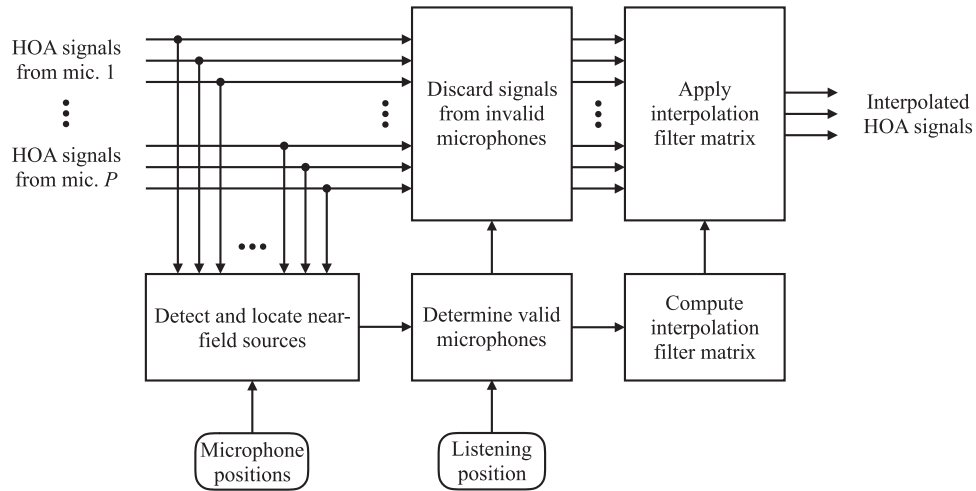 HOA signals
from mic. 1
HOA signals
from mic. P
Discard signals
from invalid
microphones
Apply
interpolation
filter matrix
Interpolated
HOA signals
Detect and locate near-
field sources
Determine valid
microphones
Compute
interpolation
filter matrix
Microphone
positions
Listening
position